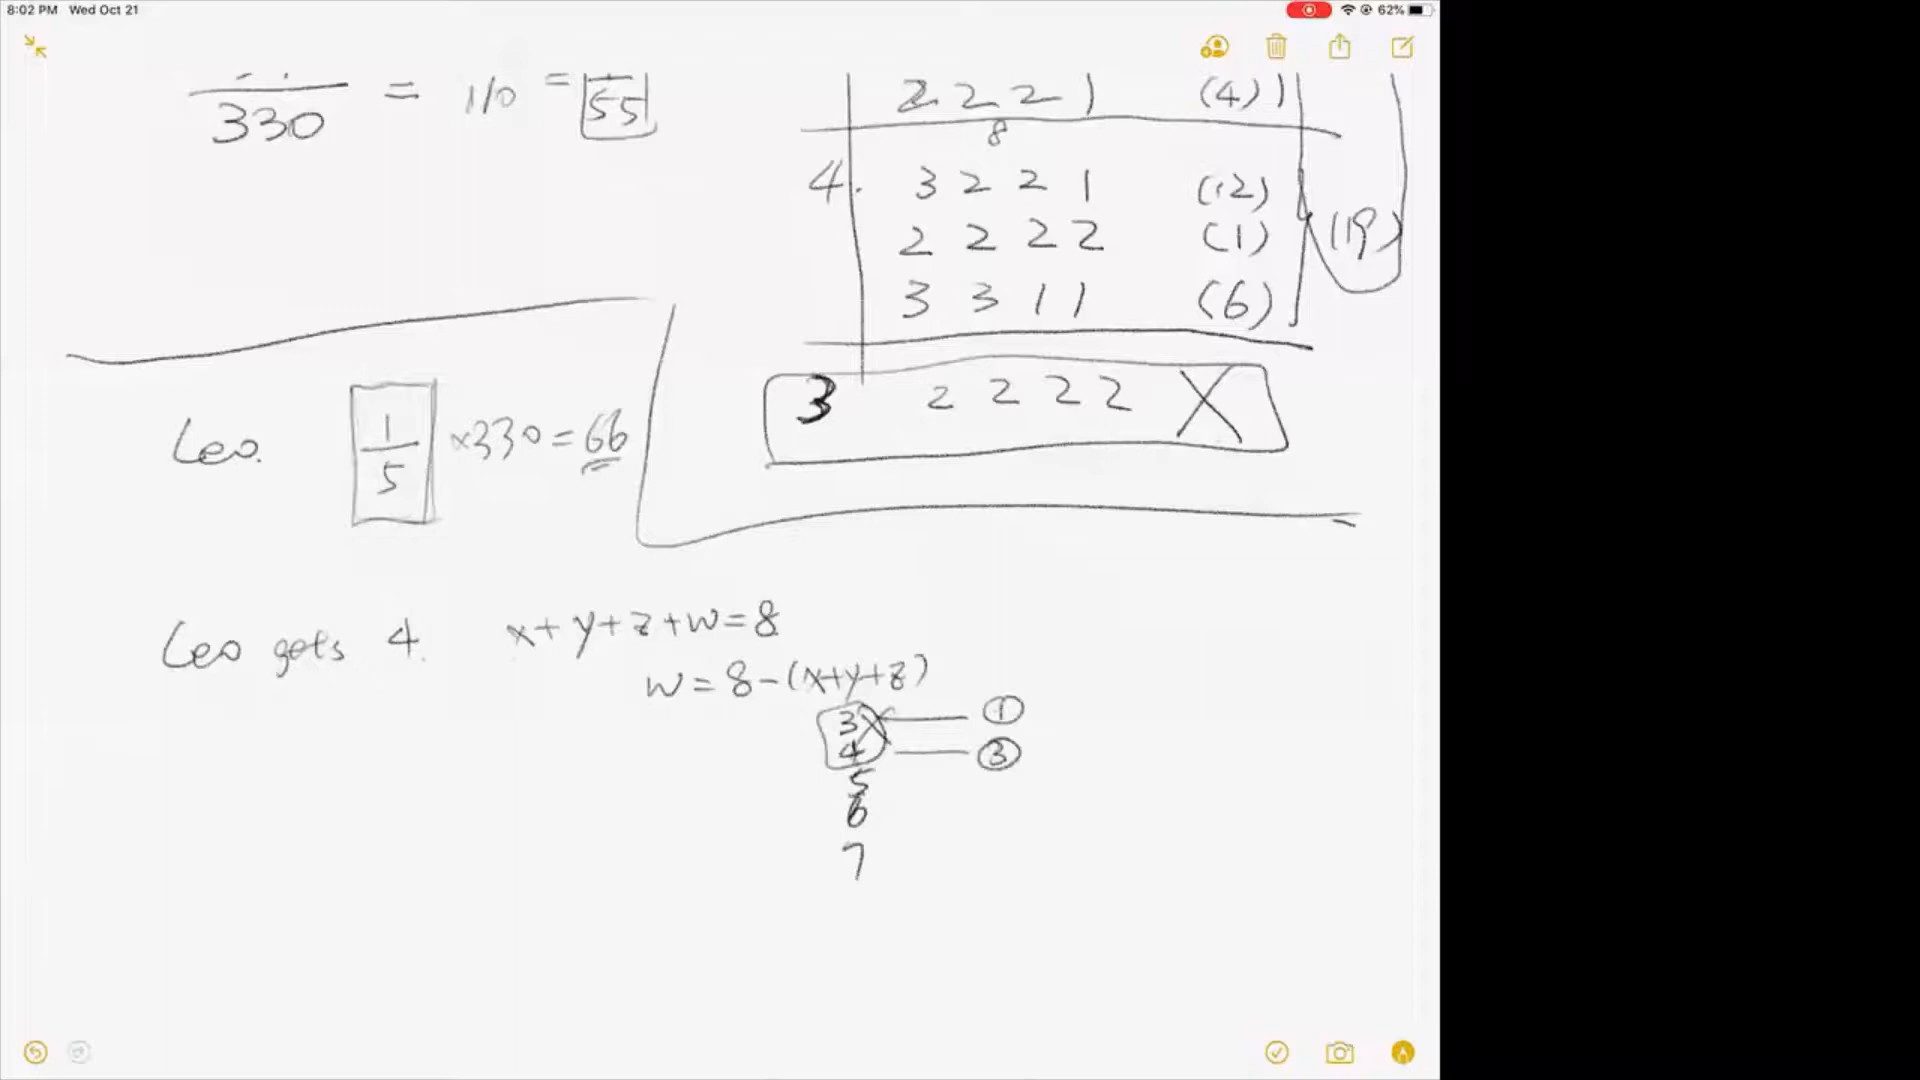 8:02 PM Wed Oct 21
62%
330 = 110 = 55
2 2 2 1 (4)
8
4. 3 2 2 1 (12)
2 2 2 2 (1)
3 3 1 1 (6)
(19)
3 2 2 2 2 X
Leo. 1/5 ×330 = 66
Leo gets 4. x+y+z+w=8
w = 8-(x+y+z)
3 ①
4 ③
5
6
7